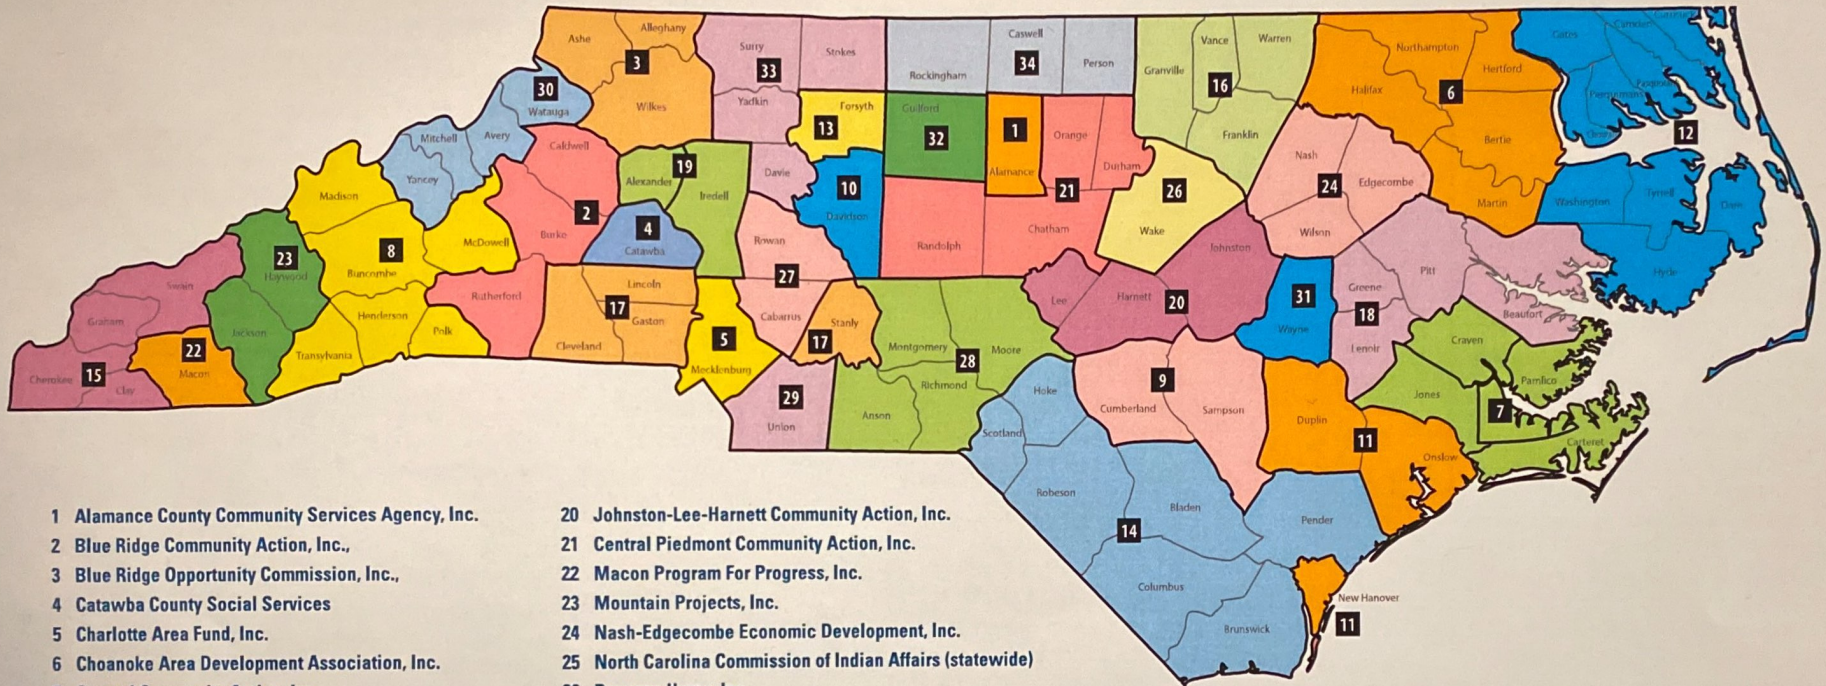 Ashe
Alleghany
3
Wilkes
Surry
33
Stokes
Yadkin
Rockingham
Caswell
34
Person
Granville
Vance
Warren
16
Franklin
Northampton
Hertford
Halifax
6
Bertie
Martin
Gates
Camden
Perquimans
12
Washington
Tyrrell
Dare
Hyde
30
Watauga
Mitchell
Avery
Yancey
Caldwell
2
Burke
Alexander
19
Iredell
4
Catawba
Forsyth
13
Davie
10
Davidson
Guilford
32
1
Alamance
Orange
Durham
21
Randolph
Chatham
26
Wake
Nash
24
Edgecombe
Wilson
Madison
8
Buncombe
McDowell
Henderson
Polk
Transylvania
Rutherford
23
Haywood
Jackson
Swain
Graham
Cherokee
15
Clay
22
Macon
Lincoln
17
Gaston
Cleveland
Rowan
27
Cabarrus
Stanly
17
5
Mecklenburg
29
Union
Montgomery
28
Moore
Richmond
Anson
Lee
Harnett
20
Johnston
31
Wayne
Greene
18
Lenoir
Pitt
Beaufort
Craven
Pamlico
Jones
7
Carteret
Hoke
Scotland
Robeson
Bladen
14
Columbus
Brunswick
Pender
Cumberland
9
Sampson
Duplin
11
Onslow
New Hanover
11
1 Alamance County Community Services Agency, Inc.
2 Blue Ridge Community Action, Inc.,
3 Blue Ridge Opportunity Commission, Inc.,
4 Catawba County Social Services
5 Charlotte Area Fund, Inc.
6 Choanoke Area Development Association, Inc.
20 Johnston-Lee-Harnett Community Action, Inc.
21 Central Piedmont Community Action, Inc.
22 Macon Program For Progress, Inc.
23 Mountain Projects, Inc.
24 Nash-Edgecombe Economic Development, Inc.
25 North Carolina Commission of Indian Affairs (statewide)